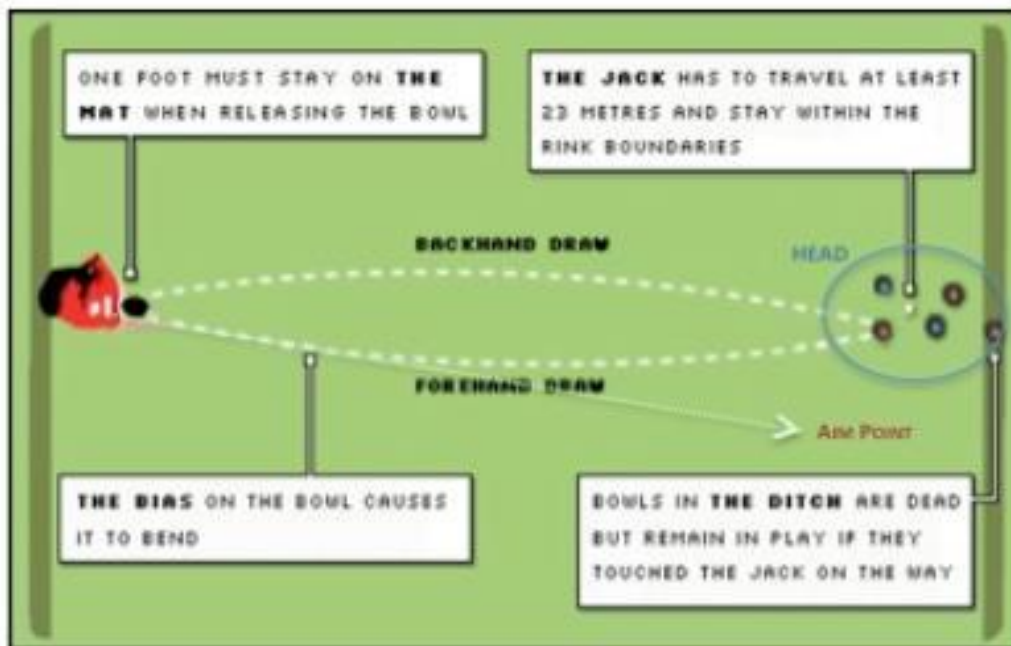 ONE FOOT MUST STAY ON THE
MAT WHEN RELEASING THE BOWL
THE JACK HAS TO TRAVEL AT LEAST
23 METRES AND STAY WITHIN THE
RINK BOUNDARIES
BACKHAND DRAW
HEAD
FOREHAND DRAW
AIM POINT
THE BIAS ON THE BOWL CAUSES
IT TO BEND
BOWLS IN THE DITCH ARE DEAD
BUT REMAIN IN PLAY IF THEY
TOUCHED THE JACK ON THE WAY